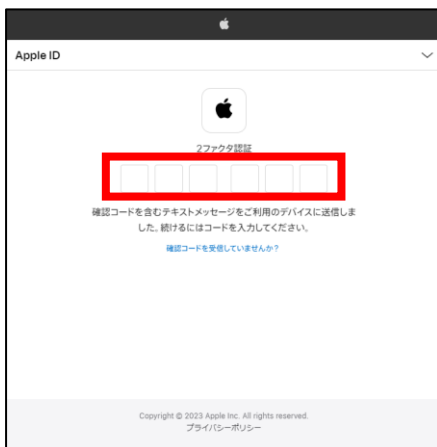 Apple ID
2ファクタ認証
確認コードを含むテキストメッセージをご利用のデバイスに送信しま
した。続けるにはコードを入力してください。
確認コードを受信していませんか？
Copyright © 2023 Apple Inc. All rights reserved.
プライバシーポリシー